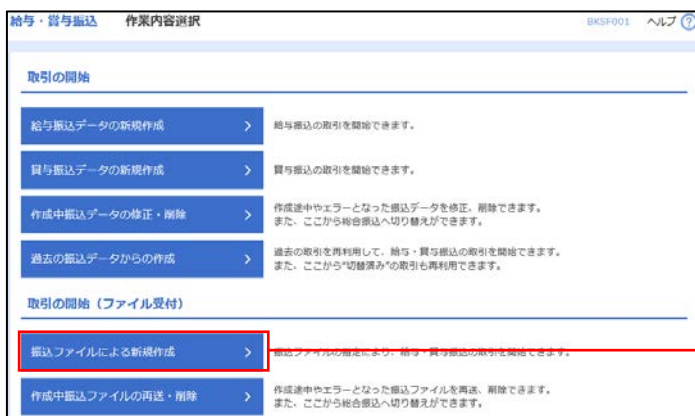 給与・賞与振込 作業内容選択 BKSF001 ヘルプ ?
取引の開始
給与振込データの新規作成 > 給与振込の取引を開始できます。
賞与振込データの新規作成 > 賞与振込の取引を開始できます。
作成中振込データの修正・削除 > 作成途中やエラーとなった振込データを修正、削除できます。
また、ここから総合振込へ切り替えができます。
過去の振込データからの作成 > 過去の取引を再利用して、給与・賞与振込の取引を開始できます。
また、ここから"切替済み"の取引も再利用できます。
取引の開始(ファイル受付)
振込ファイルによる新規作成 > 振込ファイルの指定により、給与・賞与振込の取引を開始できます。
作成中振込ファイルの再送・削除 > 作成途中やエラーとなった振込ファイルを再送、削除できます。
また、ここから総合振込へ切り替えができます。